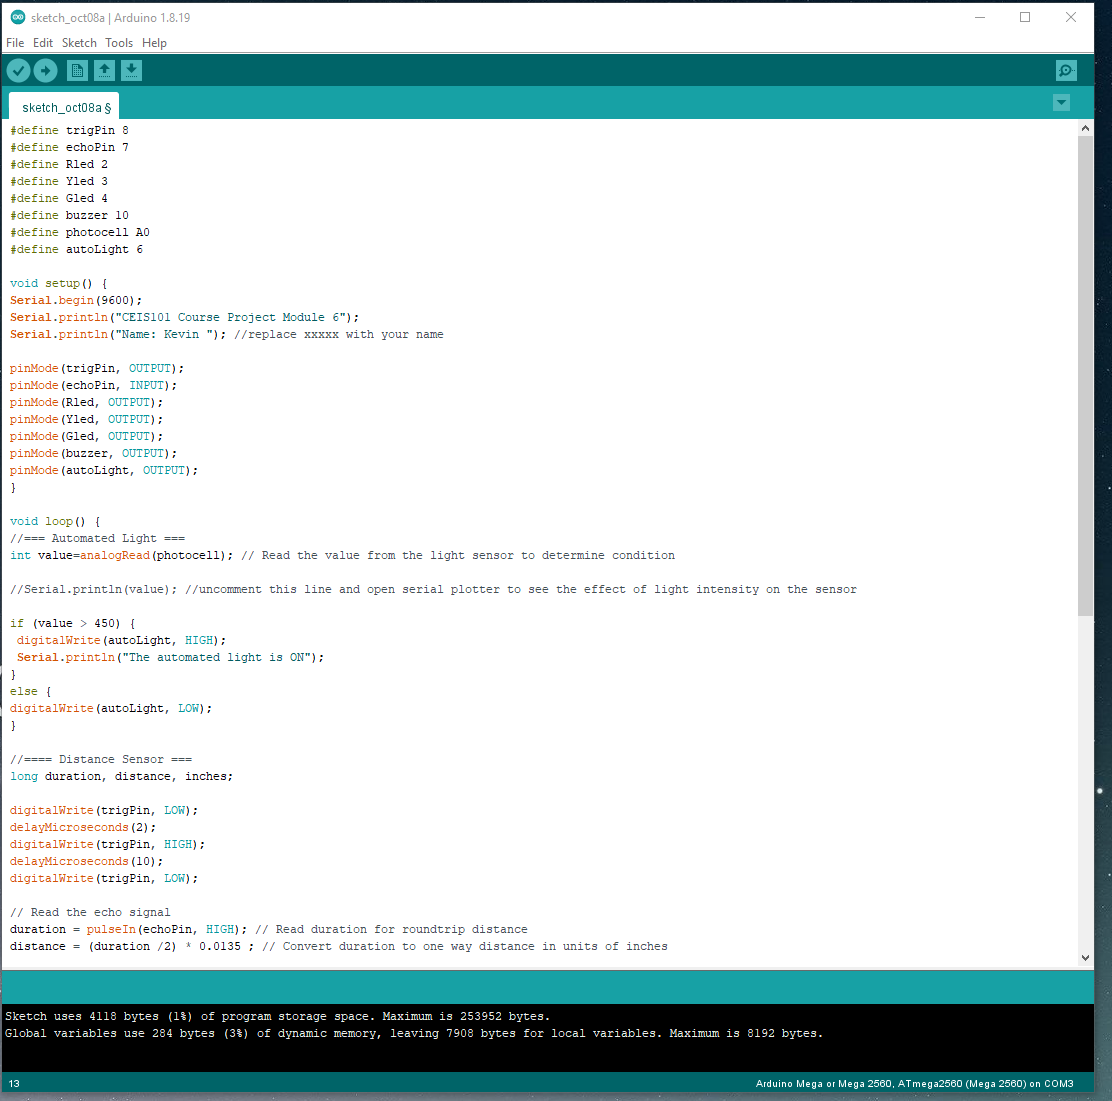 sketch_oct08a | Arduino 1.8.19
File Edit Sketch Tools Help
sketch_oct08a §
#define trigPin 8
#define echoPin 7
#define Rled 2
#define Yled 3
#define Gled 4
#define buzzer 10
#define photocell A0
#define autoLight 6
void setup() {
Serial.begin(9600);
Serial.println("CEIS101 Course Project Module 6");
Serial.println("Name: Kevin "); //replace xxxxx with your name
pinMode(trigPin, OUTPUT);
pinMode(echoPin, INPUT);
pinMode(Rled, OUTPUT);
pinMode(Yled, OUTPUT);
pinMode(Gled, OUTPUT);
pinMode(buzzer, OUTPUT);
pinMode(autoLight, OUTPUT);
}
void loop() {
//=== Automated Light ===
int value=analogRead(photocell); // Read the value from the light sensor to determine condition
//Serial.println(value); //uncomment this line and open serial plotter to see the effect of light intensity on the sensor
if (value > 450) {
digitalWrite(autoLight, HIGH);
Serial.println("The automated light is ON");
}
else {
digitalWrite(autoLight, LOW);
}
//==== Distance Sensor ===
long duration, distance, inches;
digitalWrite(trigPin, LOW);
delayMicroseconds(2);
digitalWrite(trigPin, HIGH);
delayMicroseconds(10);
digitalWrite(trigPin, LOW);
// Read the echo signal
duration = pulseIn(echoPin, HIGH); // Read duration for roundtrip distance
distance = (duration /2) * 0.0135 ; // Convert duration to one way distance in units of inches
Sketch uses 4118 bytes (1%) of program storage space. Maximum is 253952 bytes.
Global variables use 284 bytes (3%) of dynamic memory, leaving 7908 bytes for local variables. Maximum is 8192 bytes.
13 Arduino Mega or Mega 2560, ATmega2560 (Mega 2560) on COM3